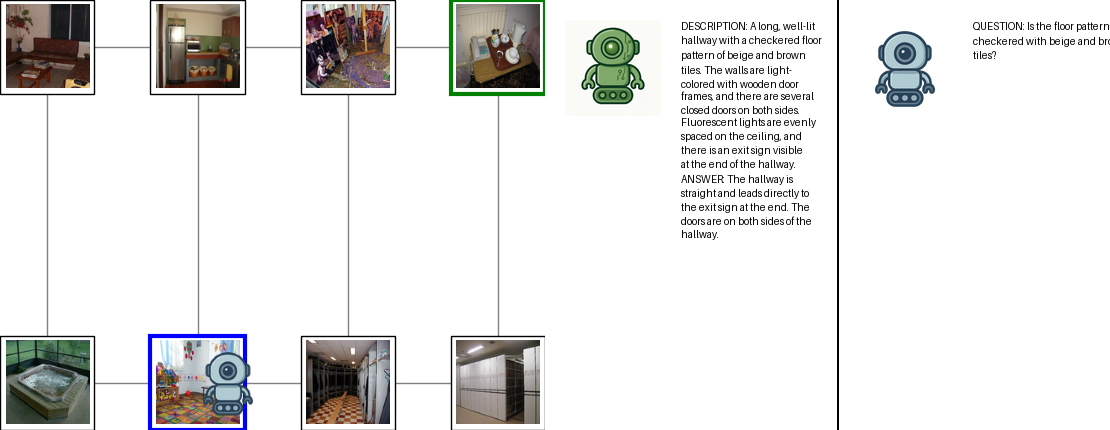 DESCRIPTION: A long, well-lit
hallway with a checkered floor
pattern of beige and brown
tiles. The walls are light-
colored with wooden door
frames, and there are several
closed doors on both sides.
Fluorescent lights are evenly
spaced on the ceiling, and
there is an exit sign visible
at the end of the hallway.
ANSWER: The hallway is
straight and leads directly to
the exit sign at the end. The
doors are on both sides of the
hallway.
QUESTION: Is the floor pattern
checkered with beige and
tiles?